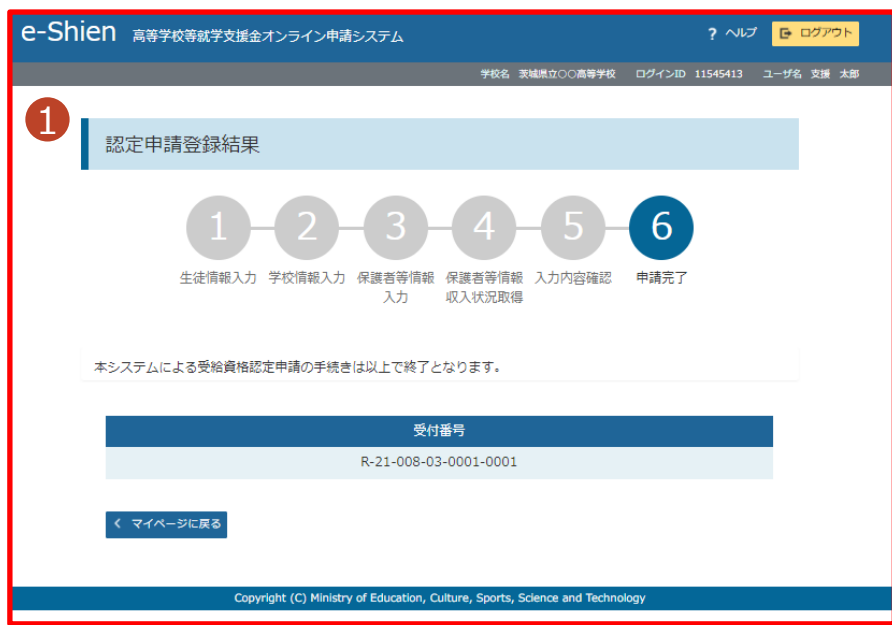 e-Shien 高等学校等就学支援金オンライン申請システム ? ヘルプ ログアウト
学校名 茨城県立〇〇高等学校 ログインID 11545413 ユーザ名 支援 太郎
1
認定申請登録結果
1 2 3 4 5 6
生徒情報入力 学校情報入力 保護者等情報 保護者等情報 入力内容確認 申請完了
入力 収入状況取得
本システムによる受給資格認定申請の手続きは以上で終了となります。
受付番号
R-21-008-03-0001-0001
マイページに戻る
Copyright (C) Ministry of Education, Culture, Sports, Science and Technology